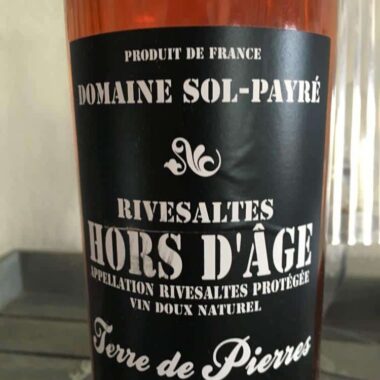 PRODUIT DE FRANCE
DOMAINE SOL-PAYRÉ
RIVESALTES
HORS D'ÂGE
APPELLATION RIVESALTES PROTÉGÉE
VIN DOUX NATUREL
Terre de Pierres